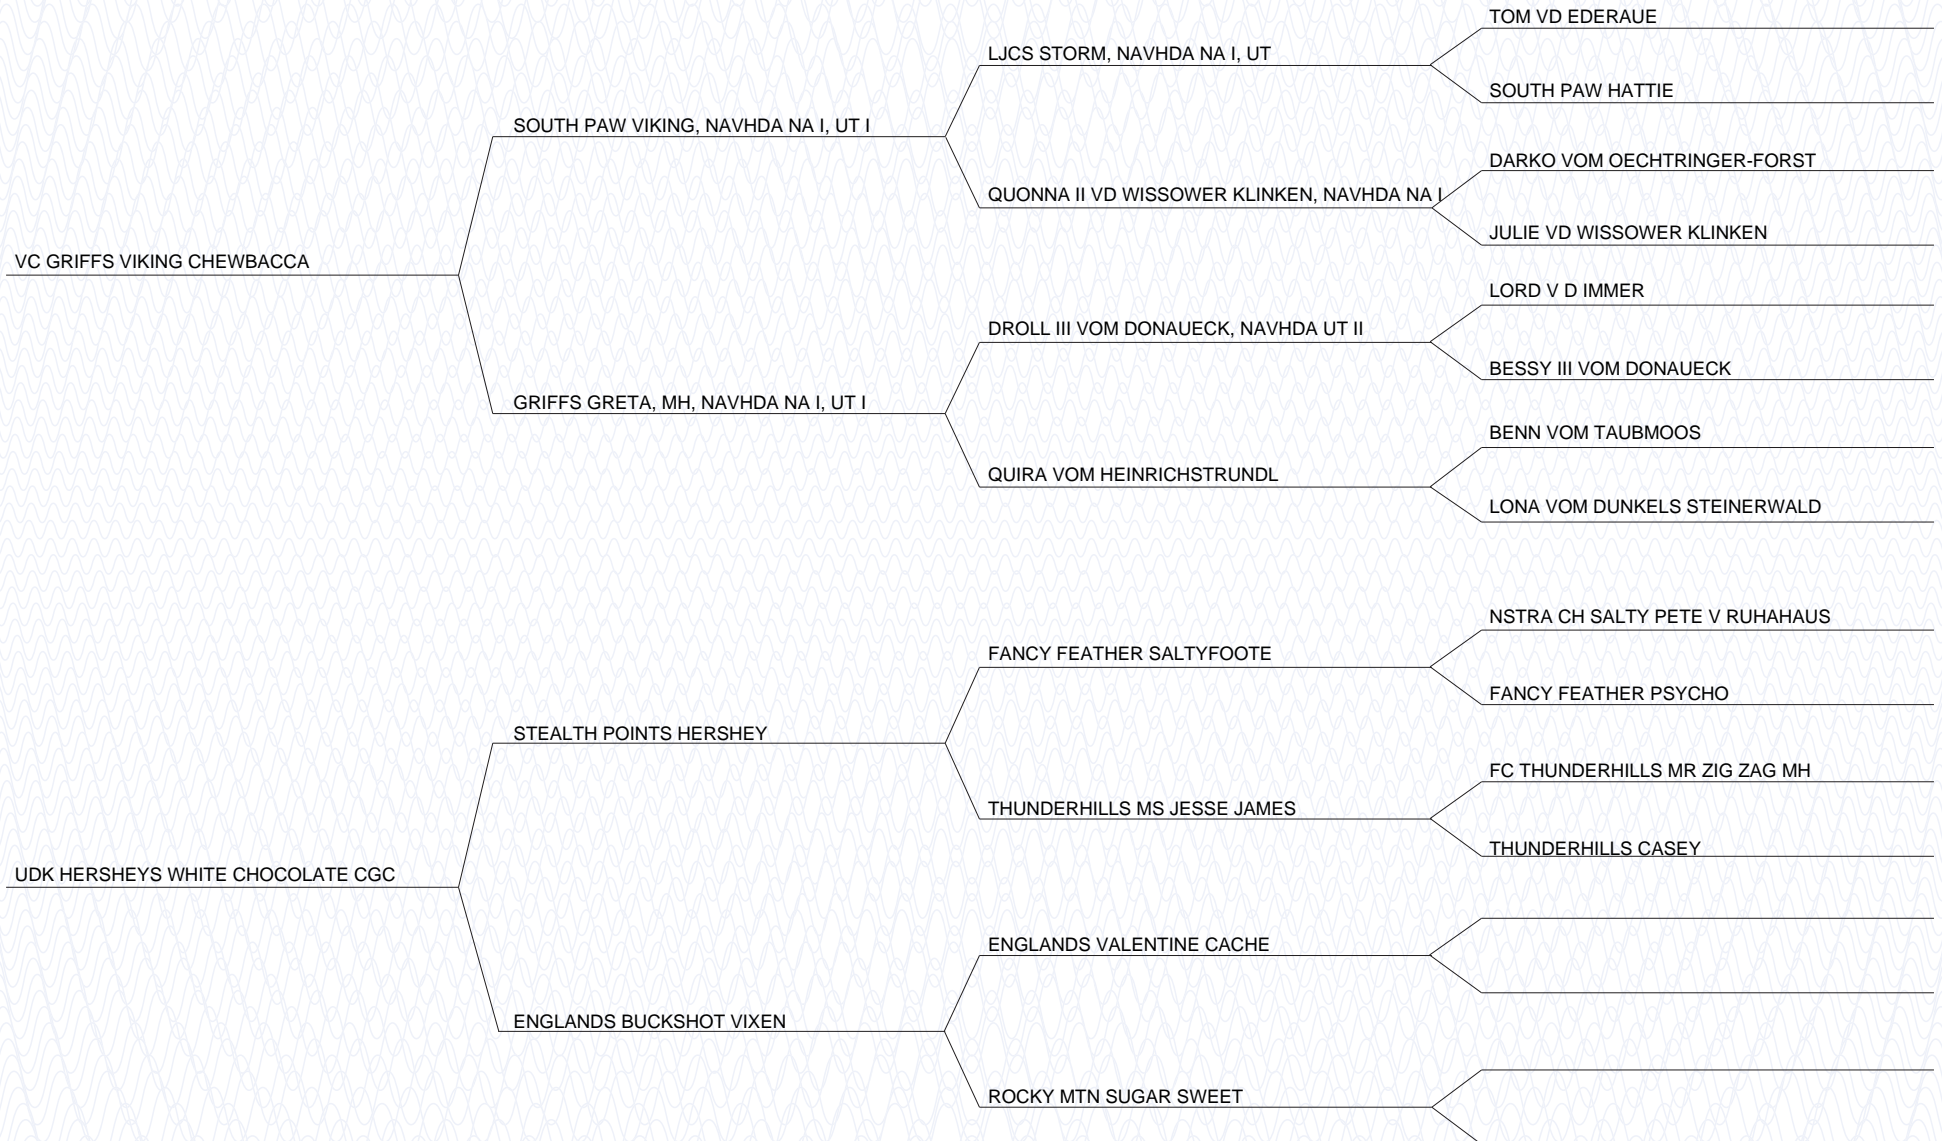 TOM VD EDERAUE
LJCS STORM, NAVHDA NA I, UT
SOUTH PAW HATTIE
SOUTH PAW VIKING, NAVHDA NA I, UT I
DARKO VOM OECHTRINGER-FORST
QUONNA II VD WISSOWER KLINKEN, NAVHDA NA I
JULIE VD WISSOWER KLINKEN
VC GRIFFS VIKING CHEWBACCA
LORD V D IMMER
DROLL III VOM DONAUECK, NAVHDA UT II
BESSY III VOM DONAUECK
GRIFFS GRETA, MH, NAVHDA NA I, UT I
BENN VOM TAUBMOOS
QUIRA VOM HEINRICHSTRUNDL
LONA VOM DUNKELS STEINERWALD
NSTRA CH SALTY PETE V RUHAHAUS
FANCY FEATHER SALTYFOOTE
FANCY FEATHER PSYCHO
STEALTH POINTS HERSHEY
FC THUNDERHILLS MR ZIG ZAG MH
THUNDERHILLS MS JESSE JAMES
THUNDERHILLS CASEY
UDK HERSHEYS WHITE CHOCOLATE CGC
ENGLANDS VALENTINE CACHE
ENGLANDS BUCKSHOT VIXEN
ROCKY MTN SUGAR SWEET